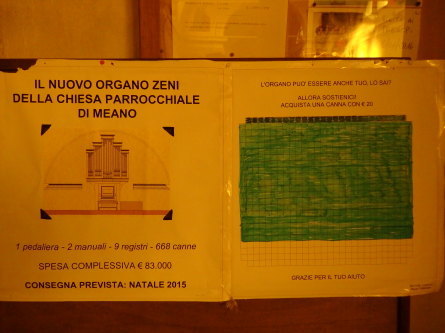 IL NUOVO ORGANO ZENI
DELLA CHIESA PARROCCHIALE
DI MEANO
1 pedaliera - 2 manuali - 9 registri - 668 canne
SPESA COMPLESSIVA € 83.000
CONSEGNA PREVISTA: NATALE 2015
L'ORGANO PUO' ESSERE ANCHE TUO, LO SAI?
ALLORA SOSTIENICI!
ACQUISTA UNA CANNA CON € 20
GRAZIE PER IL TUO AIUTO